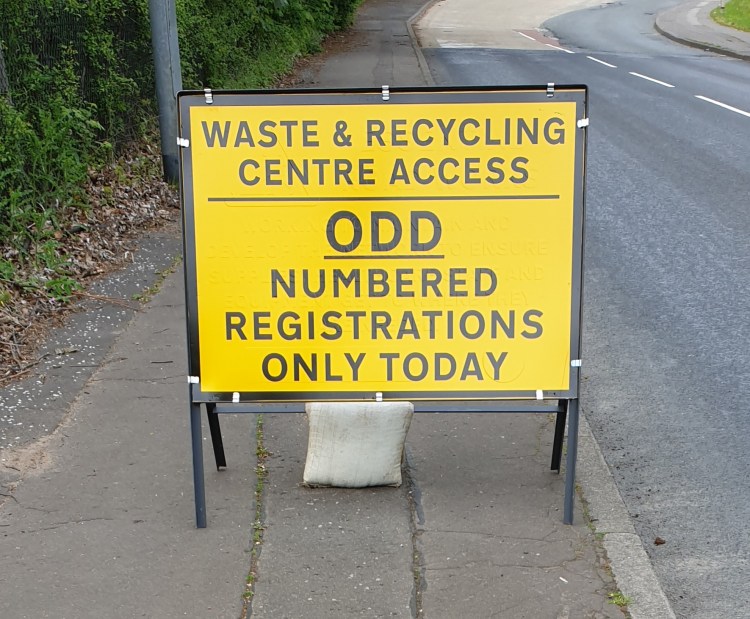 WASTE & RECYCLING
CENTRE ACCESS
ODD
NUMBERED
REGISTRATIONS
ONLY TODAY